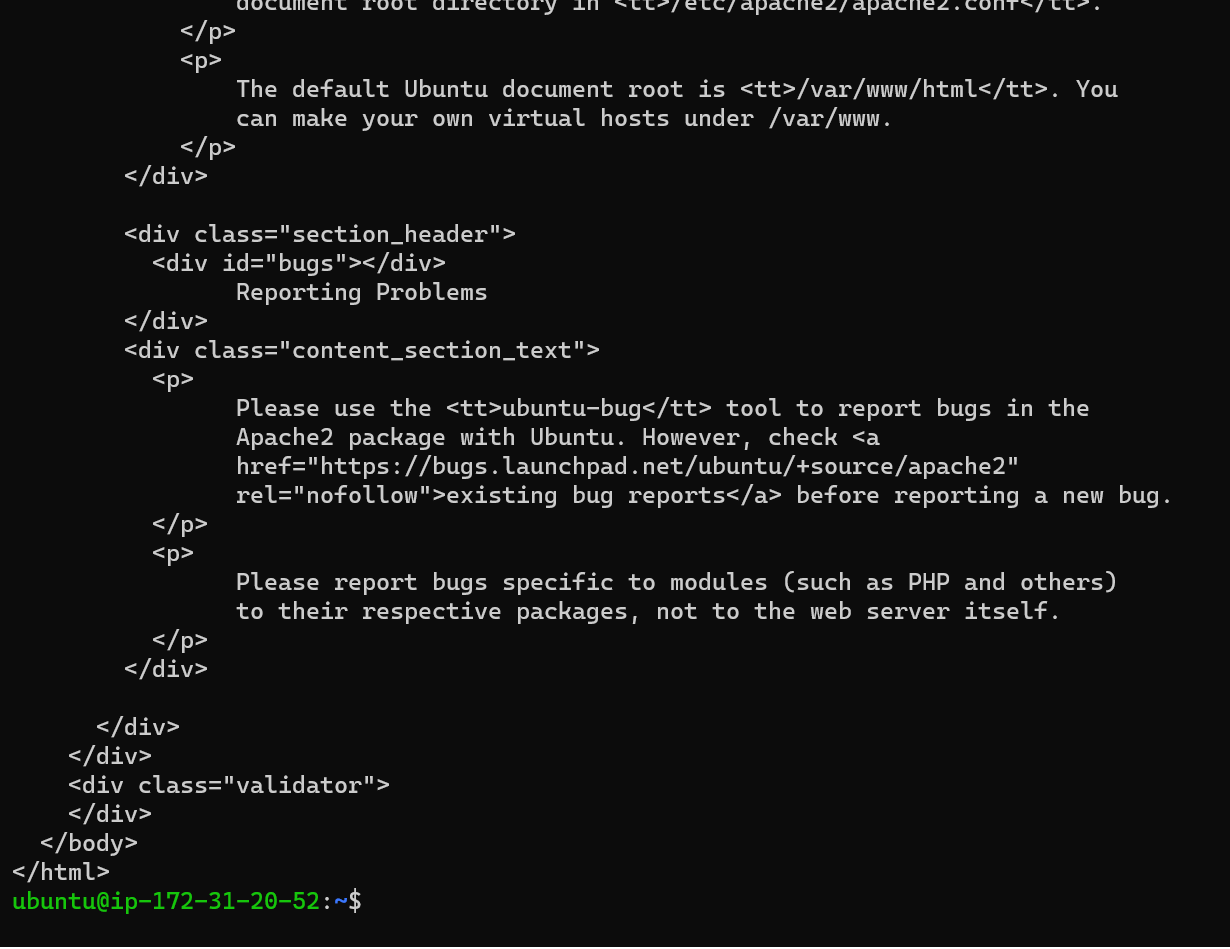 document root directory in <tt>/etc/apache2/apache2.conf</tt>.
</p>
<p>
The default Ubuntu document root is <tt>/var/www/html</tt>. You
can make your own virtual hosts under /var/www.
</p>
</div>
<div class="section_header">
<div id="bugs"></div>
Reporting Problems
</div>
<div class="content_section_text">
<p>
Please use the <tt>ubuntu-bug</tt> tool to report bugs in the
Apache2 package with Ubuntu. However, check <a
href="https://bugs.launchpad.net/ubuntu/+source/apache2"
rel="nofollow">existing bug reports</a> before reporting a new bug.
</p>
<p>
Please report bugs specific to modules (such as PHP and others)
to their respective packages, not to the web server itself.
</p>
</div>
</div>
</div>
<div class="validator">
</div>
</body>
</html>
ubuntu@ip-172-31-20-52:~$